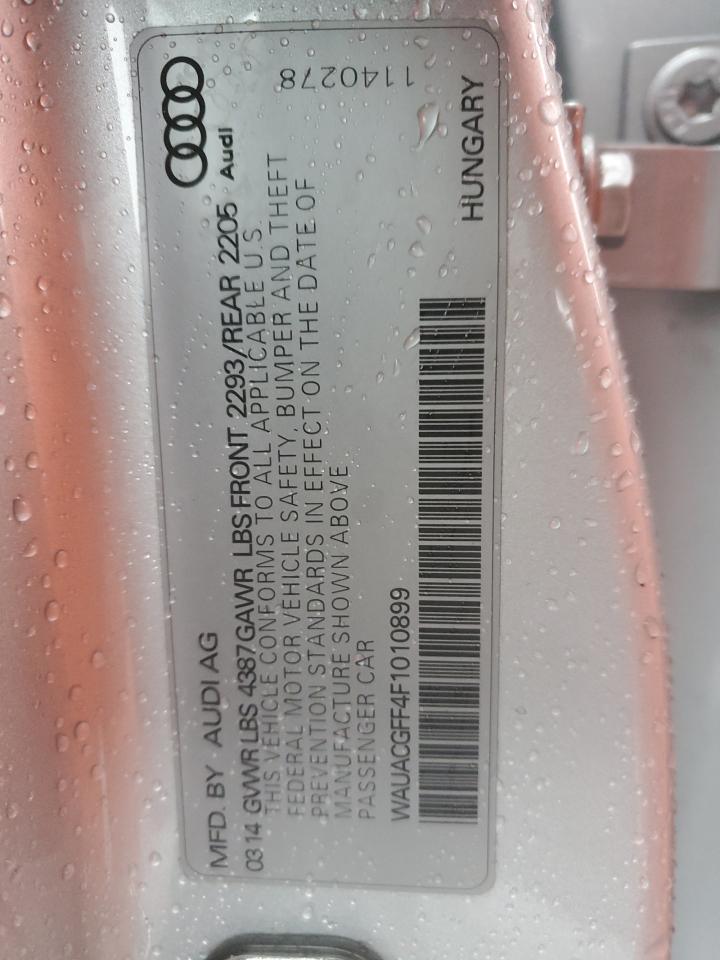 MFD. BY AUDI AG
Audi
0314 GVWR LBS 4387 GAWR LBS FRONT 2293/REAR 2205
THIS VEHICLE CONFORMS TO ALL APPLICABLE U.S.
FEDERAL MOTOR VEHICLE SAFETY, BUMPER AND THEFT
PREVENTION STANDARDS IN EFFECT ON THE DATE OF
MANUFACTURE SHOWN ABOVE
PASSENGER CAR
1140278
WAUACGFF4F1010899
HUNGARY